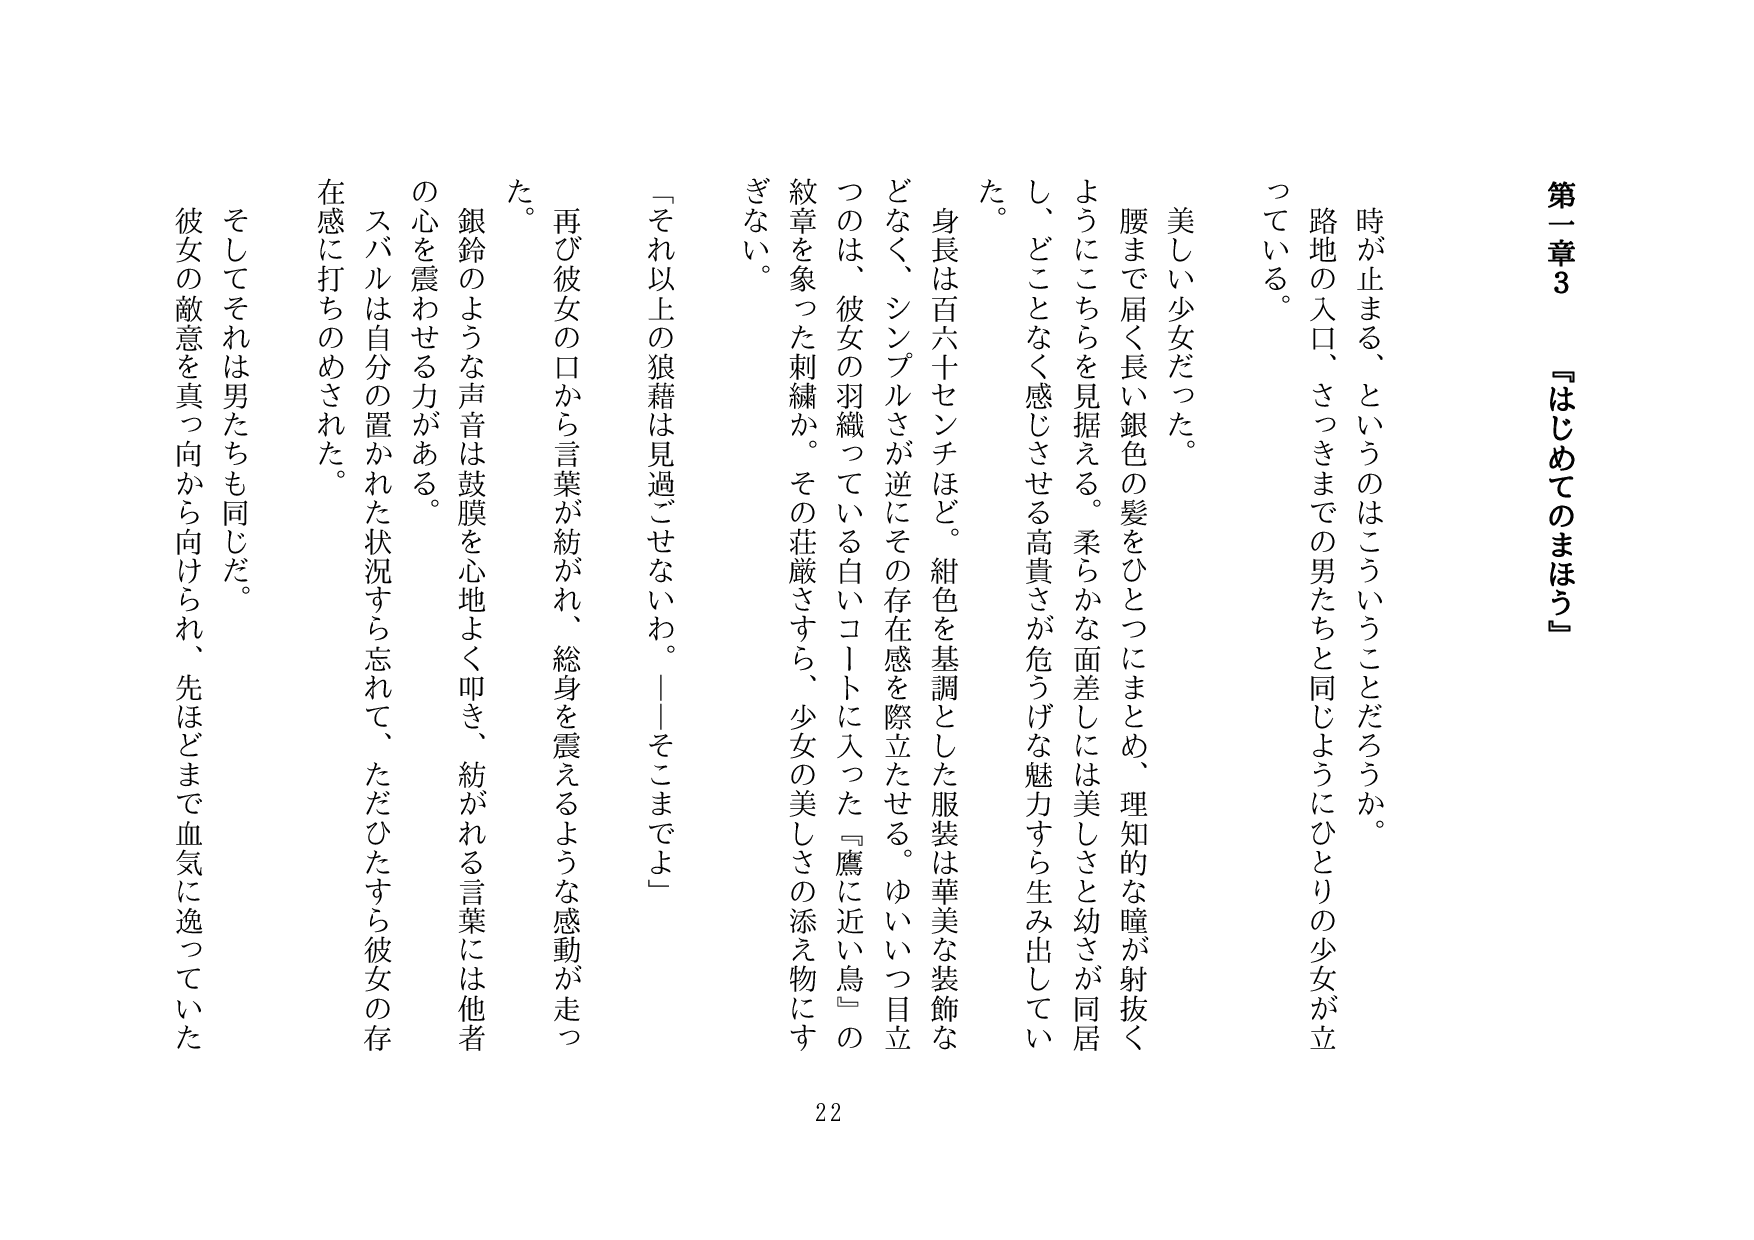 第一章3　『はじめてのまほう』
　時が止まる、というのはこういうことだろうか。
　路地の入口、さっきまでの男たちと同じようにひとりの少女が立
っている。
　美しい少女だった。
　腰まで届く長い銀色の髪をひとつにまとめ、理知的な瞳が射抜く
ようにこちらを見据える。柔らかな面差しには美しさと幼さが同居
し、どことなく感じさせる高貴さが危うげな魅力すら生み出してい
た。
　身長は百六十センチほど。紺色を基調とした服装は華美な装飾な
どなく、シンプルさが逆にその存在感を際立たせる。ゆいいつ目立
つのは、彼女の羽織っている白いコートに入った『鷹に近い鳥』の
紋章を象った刺繍か。その荘厳さすら、少女の美しさの添え物にす
ぎない。
「それ以上の狼藉は見過ごせないわ。――そこまでよ」
　再び彼女の口から言葉が紡がれ、総身を震えるような感動が走っ
た。
　銀鈴のような声音は鼓膜を心地よく叩き、紡がれる言葉には他者
の心を震わせる力がある。
　スバルは自分の置かれた状況すら忘れて、ただひたすら彼女の存
在感に打ちのめされた。
　そしてそれは男たちも同じだ。
　彼女の敵意を真っ向から向けられ、先ほどまで血気に逸っていた
22